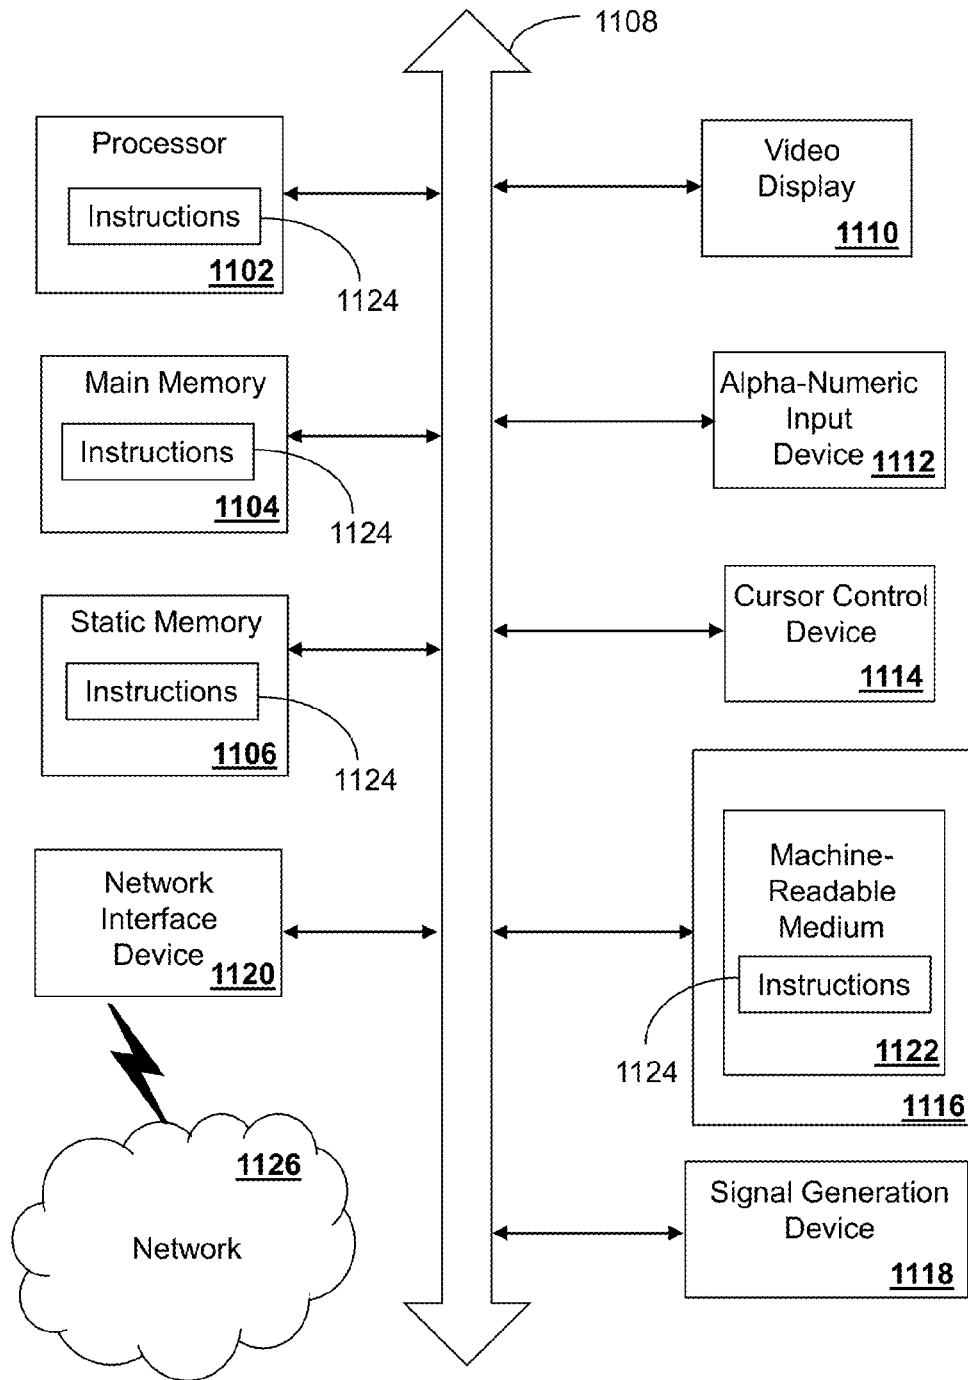 1108
Processor
Instructions
1102
1124
Main Memory
Instructions
1104
1124
Static Memory
Instructions
1106
1124
Network
Interface
Device
1120
1126
Network
Video
Display
1110
Alpha-Numeric
Input
Device
1112
Cursor Control
Device
1114
Machine-
Readable
Medium
Instructions
1124
1122
1116
Signal Generation
Device
1118